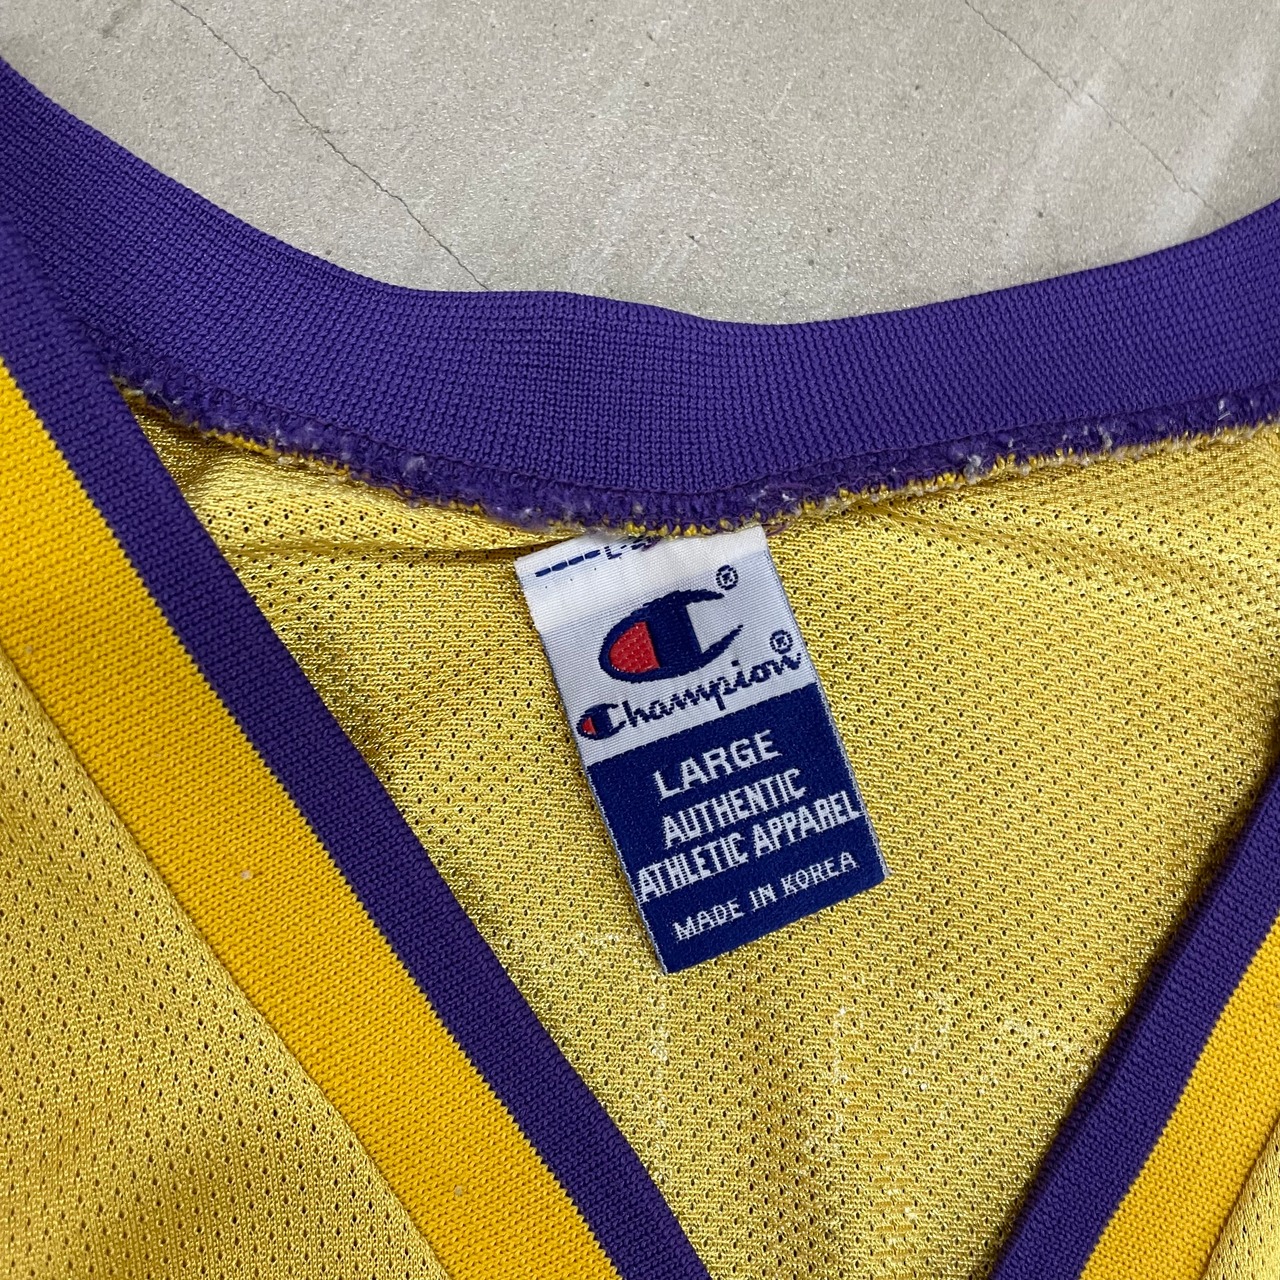 ®
Champion®
LARGE
AUTHENTIC
ATHLETIC APPAREL
MADE IN KOREA